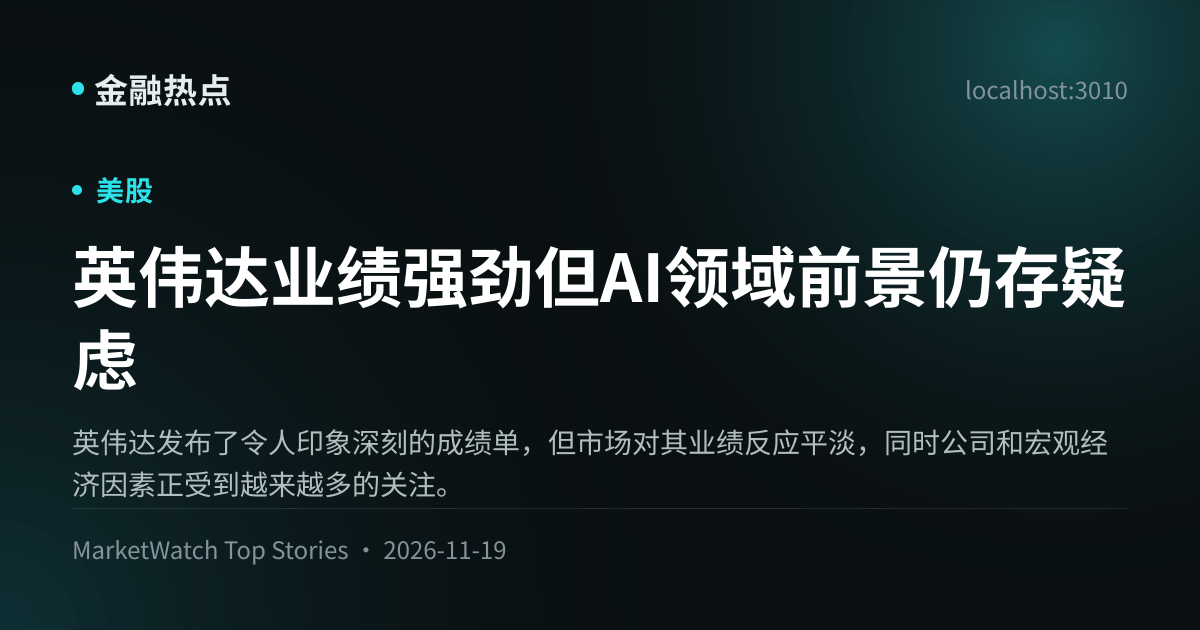 金融热点
localhost:3010
美股
英伟达业绩强劲但AI领域前景仍存疑
虑
英伟达发布了令人印象深刻的成绩单，但市场对其业绩反应平淡，同时公司和宏观经
济因素正受到越来越多的关注。
MarketWatch Top Stories · 2026-11-19